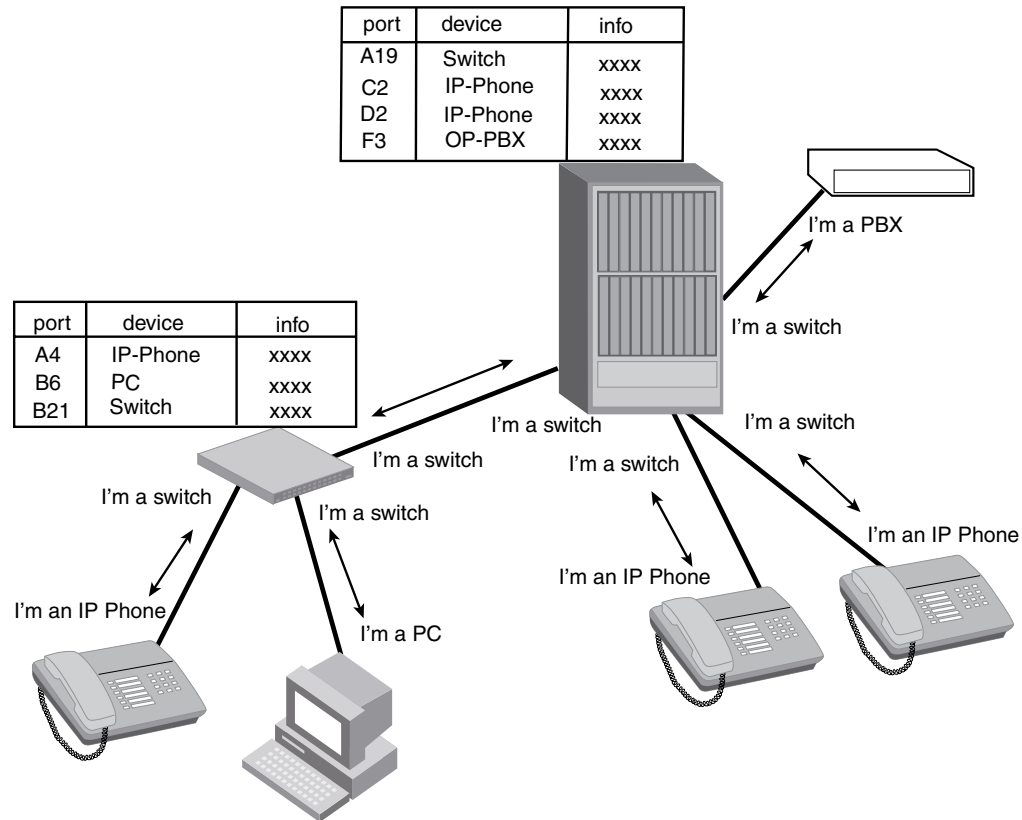 port device info
A19 Switch xxxx
C2 IP-Phone xxxx
D2 IP-Phone xxxx
F3 OP-PBX xxxx
I'm a PBX
I'm a switch
port device info
A4 IP-Phone xxxx
B6 PC xxxx
B21 Switch xxxx
I'm a switch
I'm a switch
I'm a switch
I'm a switch
I'm a switch
I'm a switch
I'm an IP Phone
I'm an IP Phone
I'm an IP Phone
I'm a PC